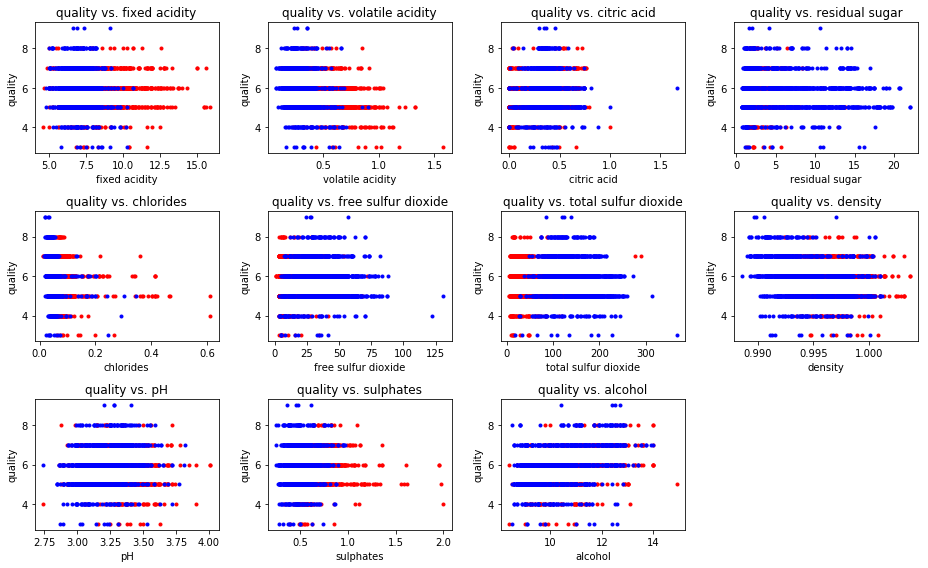 quality vs. fixed acidity
quality vs. volatile acidity
quality vs. citric acid
quality vs. residual sugar
quality
8
6
4
5.0 7.5 10.0 12.5 15.0
fixed acidity
quality
8
6
4
0.5 1.0 1.5
volatile acidity
quality
8
6
4
0.0 0.5 1.0 1.5
citric acid
quality
8
6
4
0 5 10 15 20
residual sugar
quality vs. chlorides
quality vs. free sulfur dioxide
quality vs. total sulfur dioxide
quality vs. density
quality
8
6
4
0.0 0.2 0.4 0.6
chlorides
quality
8
6
4
0 25 50 75 100 125
free sulfur dioxide
quality
8
6
4
0 100 200 300
total sulfur dioxide
quality
8
6
4
0.990 0.995 1.000
density
quality vs. pH
quality vs. sulphates
quality vs. alcohol
quality
8
6
4
2.75 3.00 3.25 3.50 3.75 4.00
pH
quality
8
6
4
0.5 1.0 1.5 2.0
sulphates
quality
8
6
4
10 12 14
alcohol